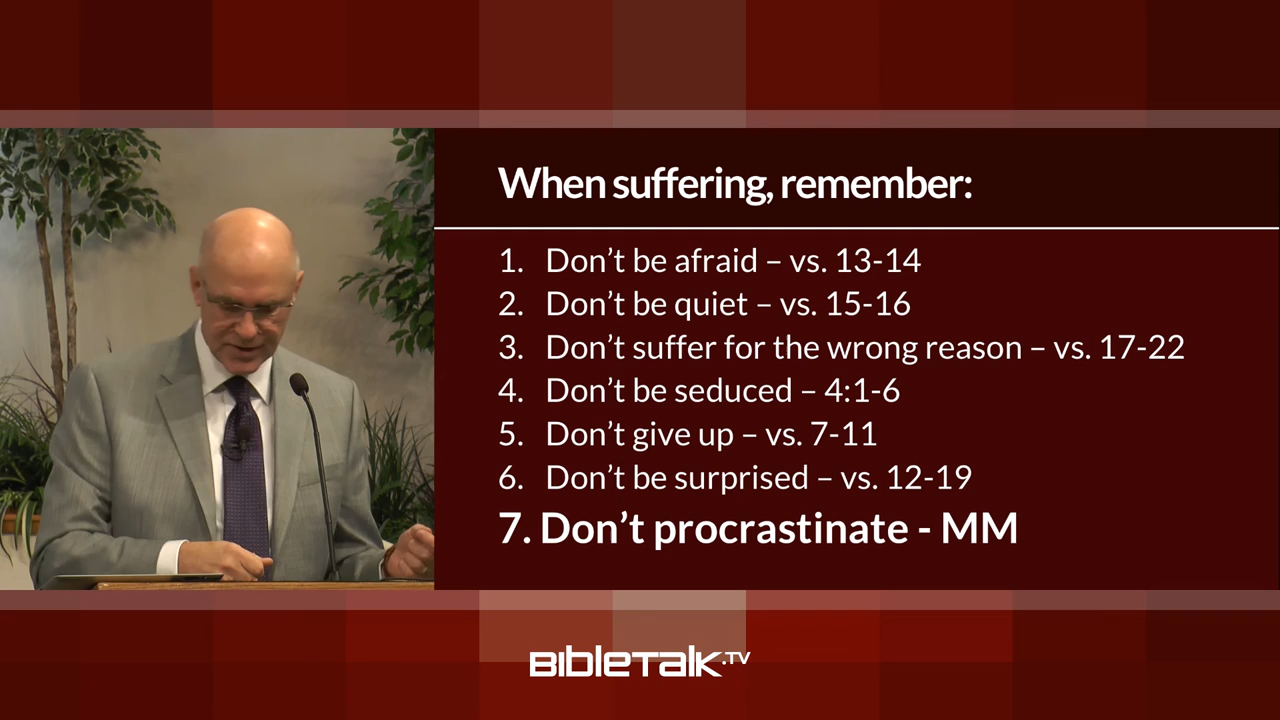 When suffering, remember:
1. Don’t be afraid – vs. 13-14
2. Don’t be quiet – vs. 15-16
3. Don’t suffer for the wrong reason – vs. 17-22
4. Don’t be seduced – 4:1-6
5. Don’t give up – vs. 7-11
6. Don’t be surprised – vs. 12-19
7. Don’t procrastinate - MM
BIBLETALK.TV